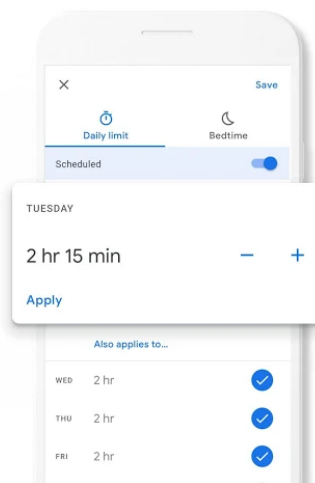 Save
Daily limit
Bedtime
Scheduled
TUESDAY
2 hr 15 min
Apply
Also applies to...
WED 2 hr
THU 2 hr
FRI 2 hr